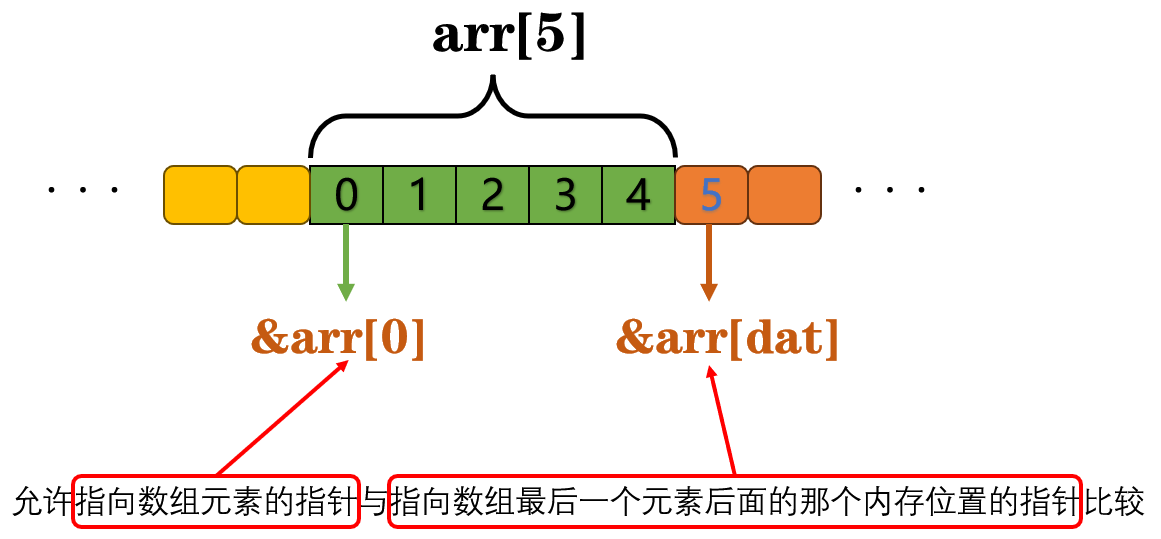 arr[5]
· · · 0 1 2 3 4 5 · · ·
&arr[0] &arr[dat]
允许指向数组元素的指针与指向数组最后一个元素后面的那个内存位置的指针比较